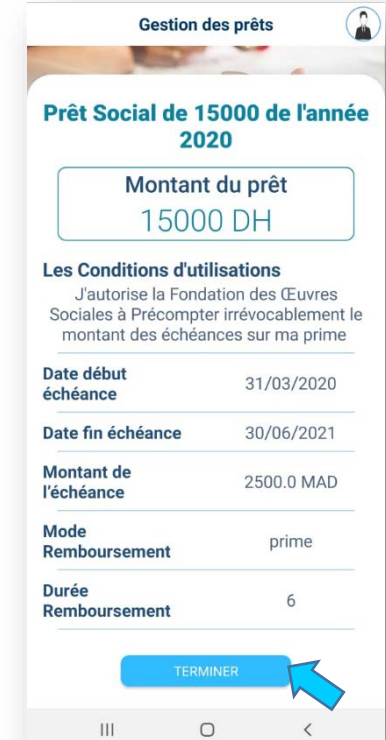 Gestion des prêts
Prêt Social de 15000 de l'année
2020
Montant du prêt
15000 DH
Les Conditions d'utilisations
J'autorise la Fondation des Œuvres
Sociales à Précompter irrévocablement le
montant des échéances sur ma prime
Date début
échéance
31/03/2020
Date fin échéance
30/06/2021
Montant de
l'échéance
2500.0 MAD
Mode
Remboursement
prime
Durée
Remboursement
6
TERMINER